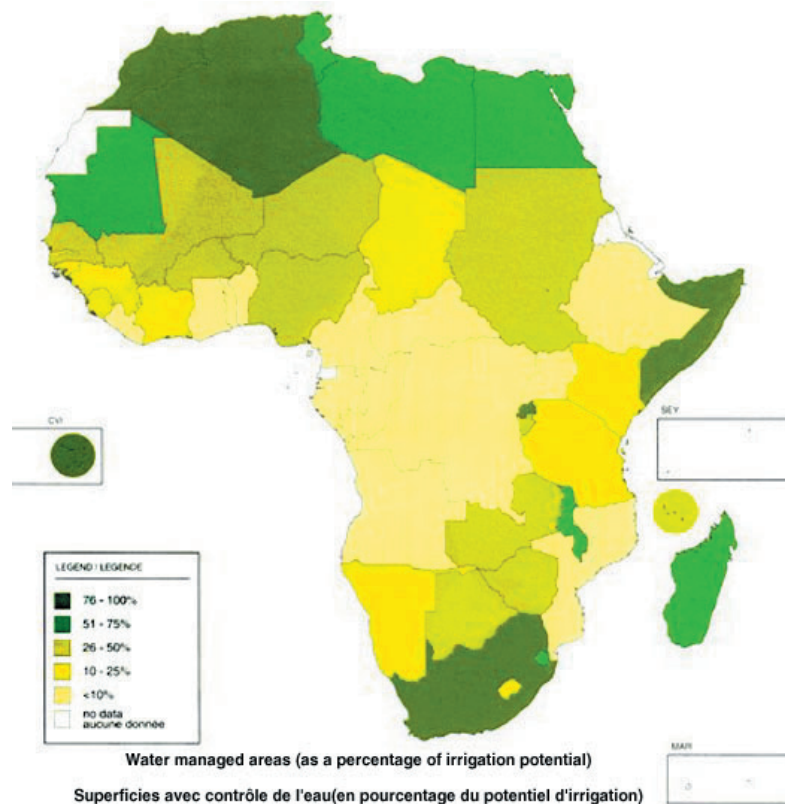 CVI
SEY
LEGEND / LEGENDE
76 - 100%
51 - 75%
26 - 50%
10 - 25%
<10%
no data
aucune donnée
Water managed areas (as a percentage of irrigation potential)
MAR
Superficies avec contrôle de l'eau(en pourcentage du potentiel d'irrigation)